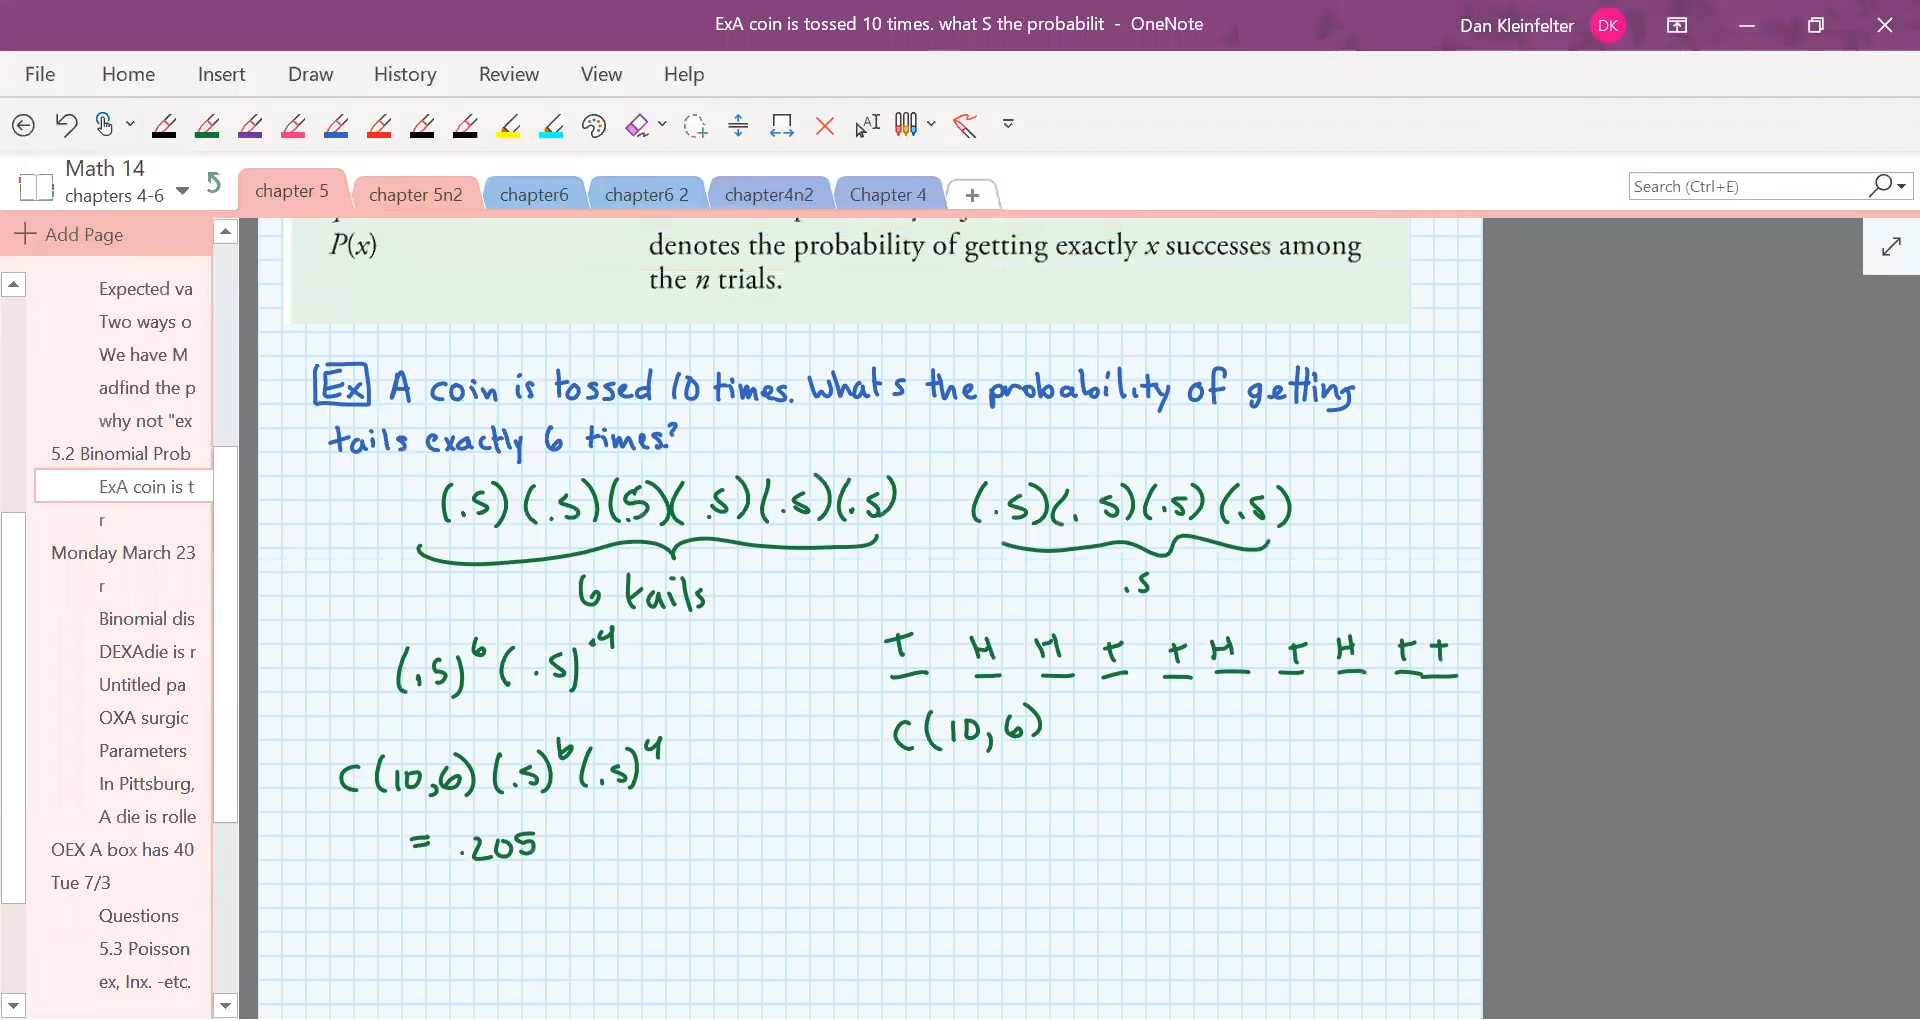 ExA coin is tossed 10 times. what S the probabilit - OneNote
Dan Kleinfelter DK
File Home Insert Draw History Review View Help
Math 14
chapters 4-6
chapter 5 chapter 5n2 chapter6 chapter6 2 chapter4n2 Chapter 4
Search (Ctrl+E)
Add Page
Expected va
Two ways o
We have M
adfind the p
why not "ex
5.2 Binomial Prob
ExA coin is t
r
Monday March 23
r
Binomial dis
DEXAdie is r
Untitled pa
OXA surgic
Parameters
In Pittsburg,
A die is rolle
OEX A box has 40
Tue 7/3
Questions
5.3 Poisson
ex, Inx. -etc.
P(x) denotes the probability of getting exactly x successes among
the n trials.
Ex A coin is tossed 10 times. What's the probability of getting
tails exactly 6 times?
(.5)(.5)(.5)(.5)(.5)(.5) (.5)(.5)(.5)(.5)
6 tails .5
(.5)^6 (.5)^4
T H H T T H T H T T
C(10,6)
C(10,6)(.5)^6(.5)^4
= .205